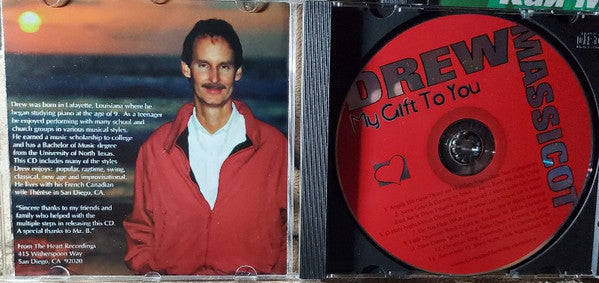 Drew was born in Lafayette, Louisiana where he
began studying piano at the age of 9. As a teenager
he enjoyed performing with many school and
church groups in various musical styles.
He earned a music scholarship to college
and has a Bachelor of Music degree
from the University of North Texas.
This CD includes many of the styles
Drew enjoys: popular, ragtime, swing,
classical, new age and improvisational.
He lives with his French Canadian
wife Thérèse in San Diego, CA.
"Sincere thanks to my friends and
family who helped with the
multiple steps in releasing this CD.
A special thanks to Mz. B."
From The Heart Recordings
415 Witherspoon Way
San Diego, CA 92020
DREW
MASSICOT
My Gift To You